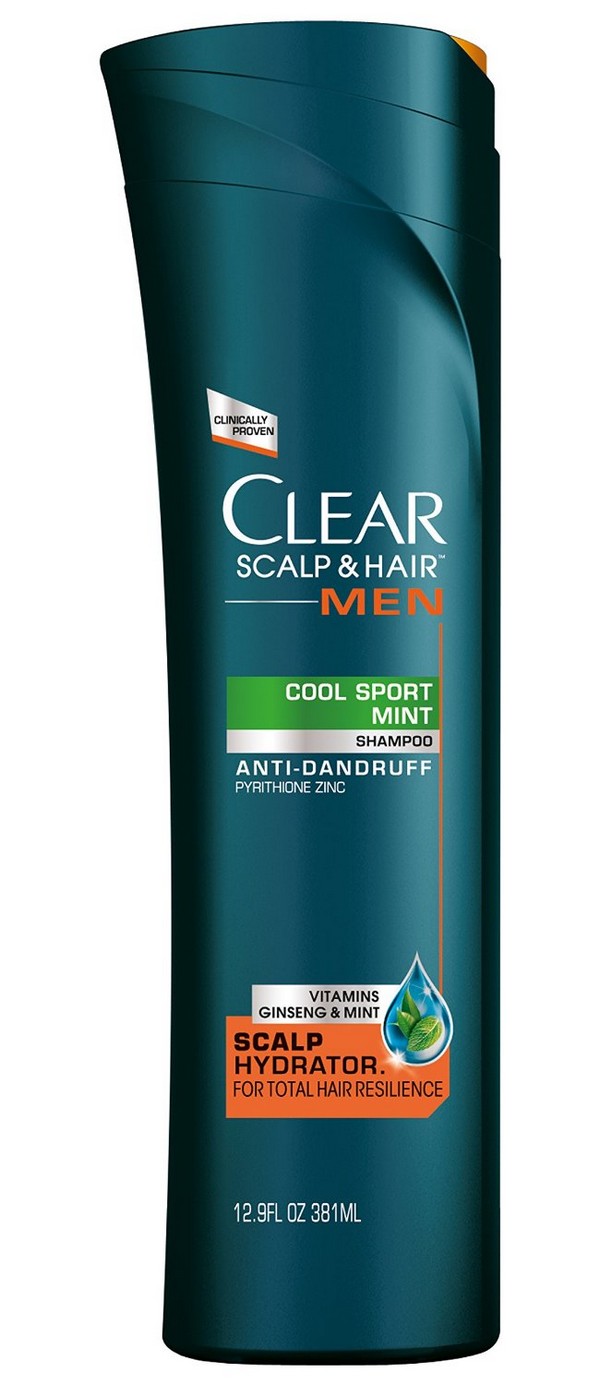 CLINICALLY
PROVEN
CLEAR
SCALP & HAIR™
MEN
COOL SPORT
MINT
SHAMPOO
ANTI-DANDRUFF
PYRITHIONE ZINC
VITAMINS
GINSENG & MINT
SCALP
HYDRATOR.
FOR TOTAL HAIR RESILIENCE
12.9FL OZ 381ML